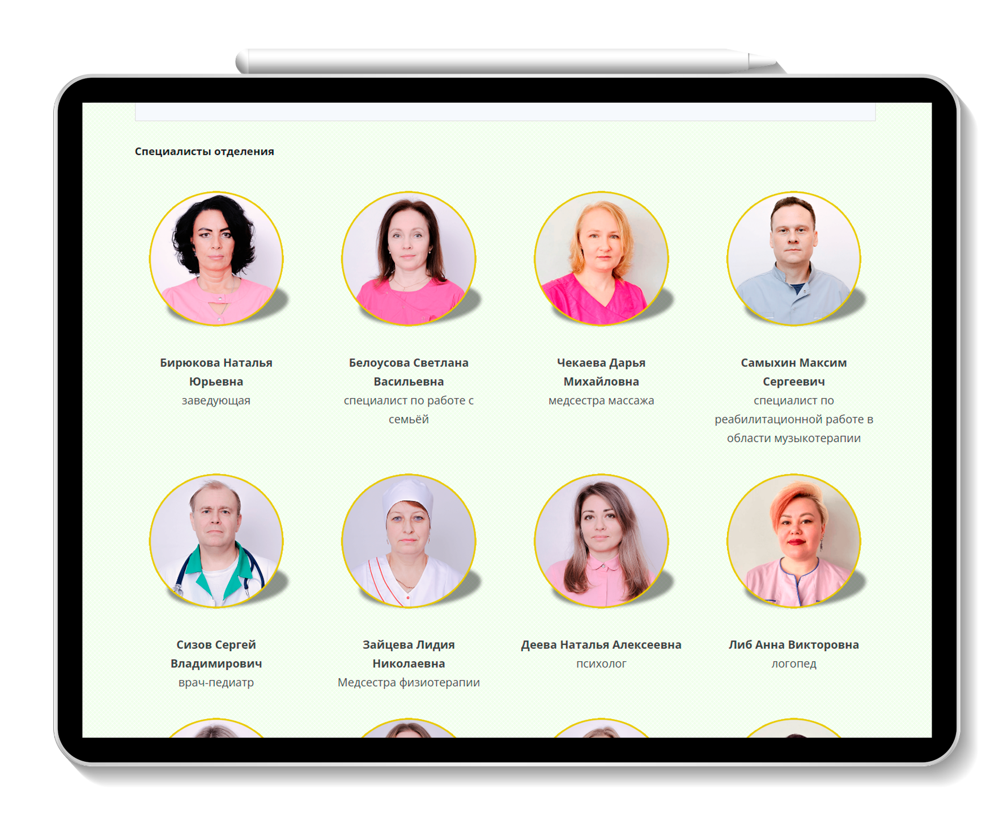 Специалисты отделения
Бирюкова Наталья
Юрьевна
заведующая
Белоусова Светлана
Васильевна
специалист по работе с
семьёй
Чекаева Дарья
Михайловна
медсестра массажа
Самыхин Максим
Сергеевич
специалист по
реабилитационной работе в
области музыкотерапии
Сизов Сергей
Владимирович
врач-педиатр
Зайцева Лидия
Николаевна
Медсестра физиотерапии
Деева Наталья Алексеевна
психолог
Либ Анна Викторовна
логопед